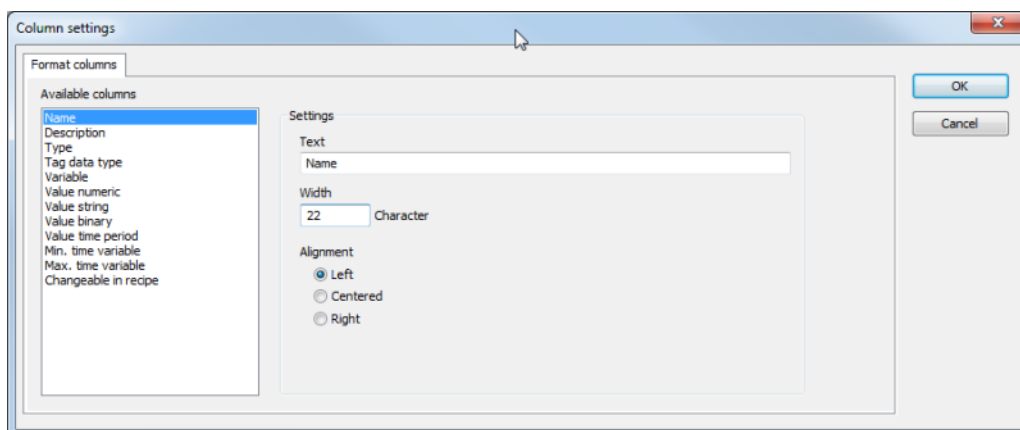 Column settings
Format columns
Available columns
Name
Description
Type
Tag data type
Variable
Value numeric
Value string
Value binary
Value time period
Min. time variable
Max. time variable
Changeable in recipe
Settings
Text
Name
Width
22 Character
Alignment
Left
Centered
Right
OK
Cancel